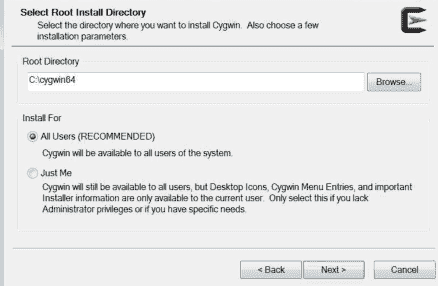 Select Root Install Directory
Select the directory where you want to install Cygwin. Also choose a few
installation parameters.
Root Directory
C:\cygwin64
Browse...
Install For
All Users (RECOMMENDED)
Cygwin will be available to all users of the system.
Just Me
Cygwin will still be available to all users, but Desktop Icons, Cygwin Menu Entries, and important
Installer information are only available to the current user. Only select this if you lack
Administrator privileges or if you have specific needs.
< Back
Next >
Cancel